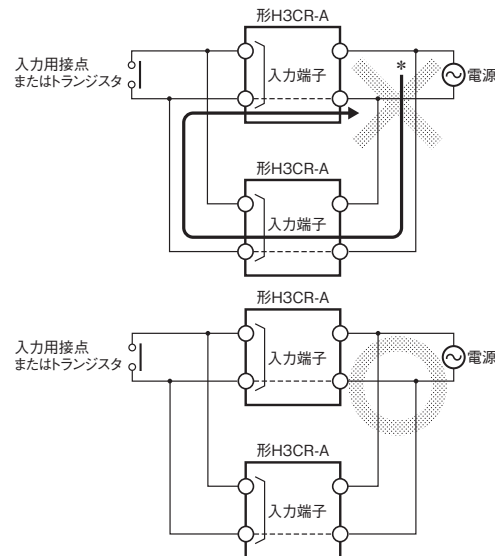 形H3CR-A
入力用接点
またはトランジスタ
入力端子
*
電源
形H3CR-A
入力端子
形H3CR-A
入力用接点
またはトランジスタ
入力端子
電源
形H3CR-A
入力端子